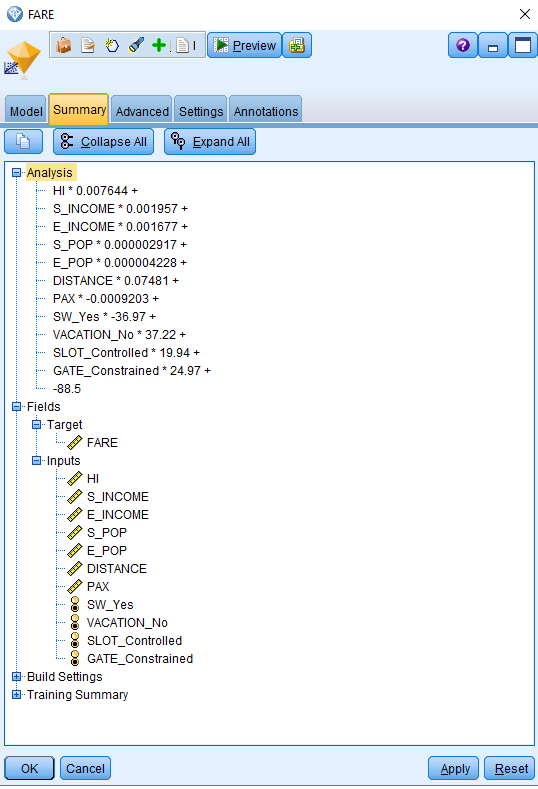 FARE
Preview
Model Summary Advanced Settings Annotations
Collapse All Expand All
Analysis
HI * 0.007644 +
S_INCOME * 0.001957 +
E_INCOME * 0.001677 +
S_POP * 0.000002917 +
E_POP * 0.000004228 +
DISTANCE * 0.07481 +
PAX * -0.0009203 +
SW_Yes * -36.97 +
VACATION_No * 37.22 +
SLOT_Controlled * 19.94 +
GATE_Constrained * 24.97 +
-88.5
Fields
Target
FARE
Inputs
HI
S_INCOME
E_INCOME
S_POP
E_POP
DISTANCE
PAX
SW_Yes
VACATION_No
SLOT_Controlled
GATE_Constrained
Build Settings
Training Summary
OK Cancel Apply Reset